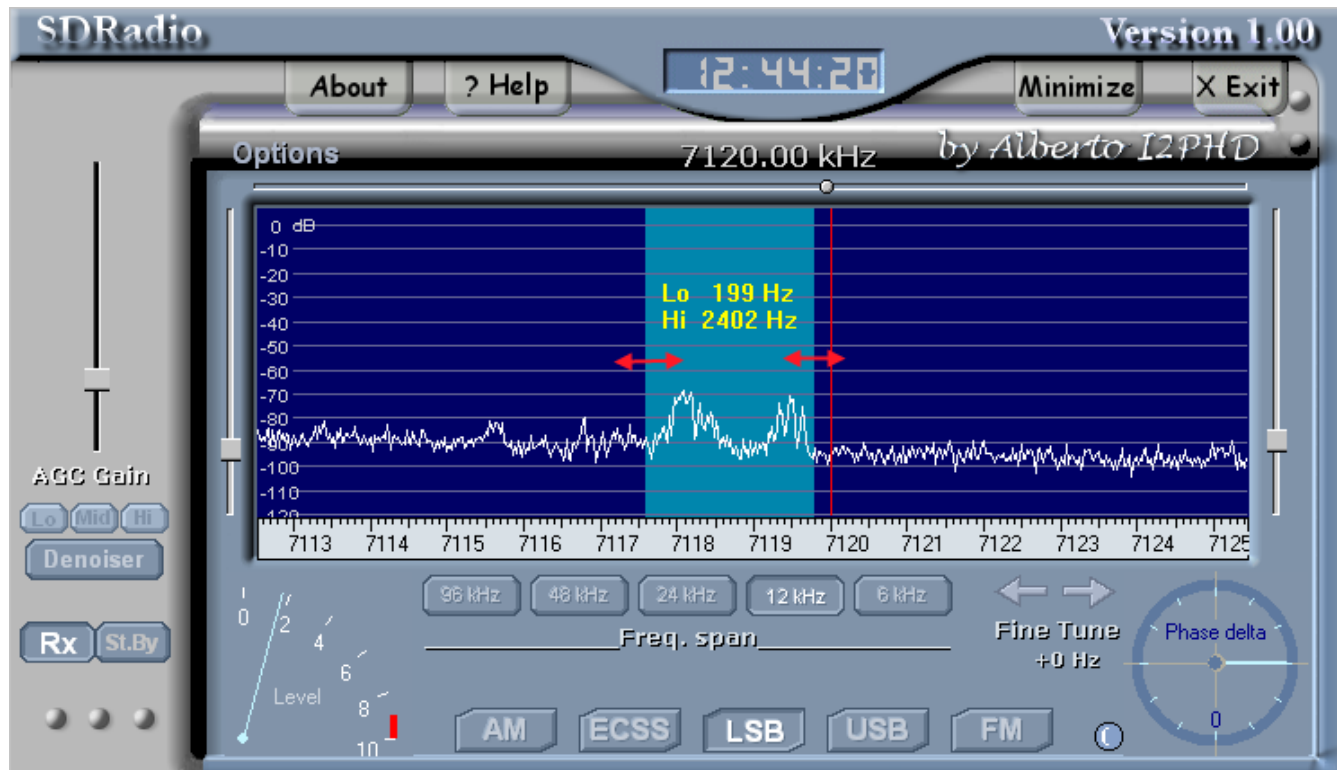 SDRadio
Version 1.00
12:44:20
About
? Help
Minimize
X Exit
Options
7120.00 kHz
by Alberto I2PHD
0 dB
-10
-20
-30
-40
-50
-60
-70
-80
-90
-100
-110
-120
Lo 199 Hz
Hi 2402 Hz
7113 7114 7115 7116 7117 7118 7119 7120 7121 7122 7123 7124 7125
AGC Gain
Lo Mid Hi
Denoiser
Rx St.By
96 kHz 48 kHz 24 kHz 12 kHz 6 kHz
Freq. span
Fine Tune
+0 Hz
Phase delta
0
0 2 4 6 8 10
Level
AM ECSS LSB USB FM
C